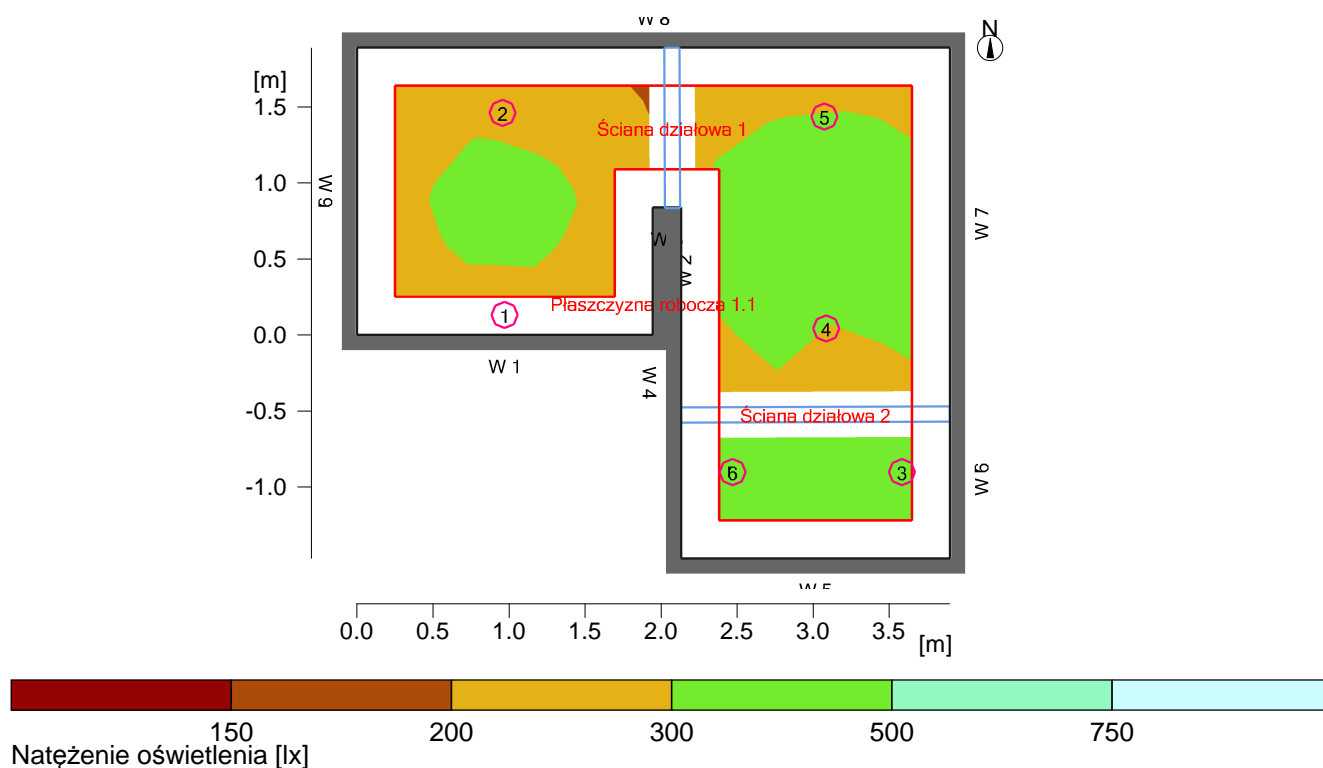 N
[m]
1.5
1.0
0.5
0.0
-0.5
-1.0
2
5
Ściana działowa 1
W 9
W 7
W 2
Płaszczyzna robocza 1.1
1
4
W 1
W 4
Ściana działowa 2
6
3
W 6
W 5
0.0 0.5 1.0 1.5 2.0 2.5 3.0 3.5
[m]
150 200 300 500 750
Natężenie oświetlenia [lx]